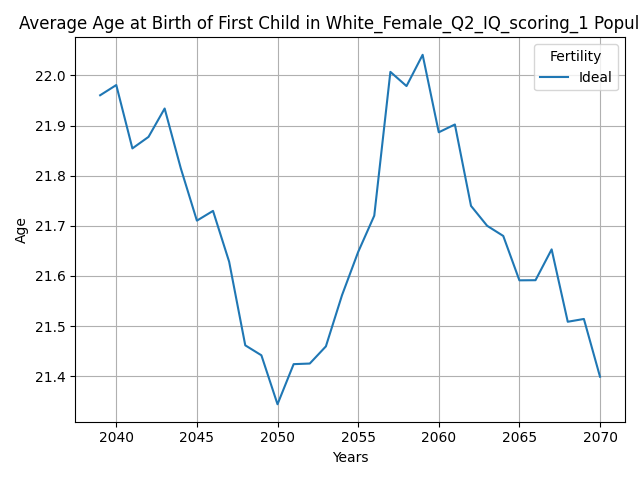 Average Age at Birth of First Child in White_Female_Q2_IQ_scoring_1 Popul
Fertility
Ideal
22.0
21.9
21.8
21.7
21.6
21.5
21.4
Age
2040 2045 2050 2055 2060 2065 2070
Years